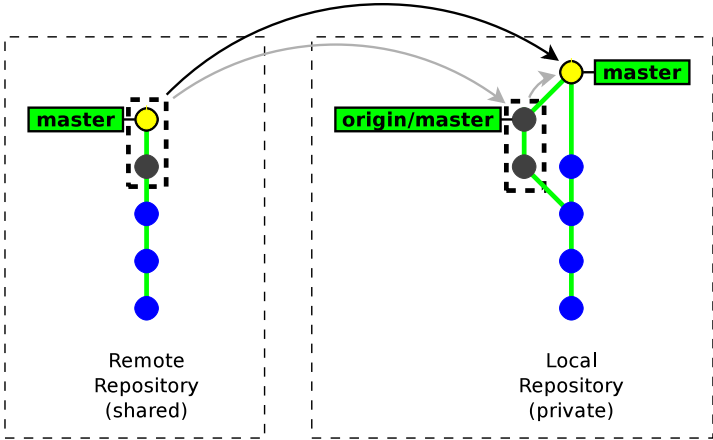 master
master
origin/master
Remote
Repository
(shared)
Local
Repository
(private)